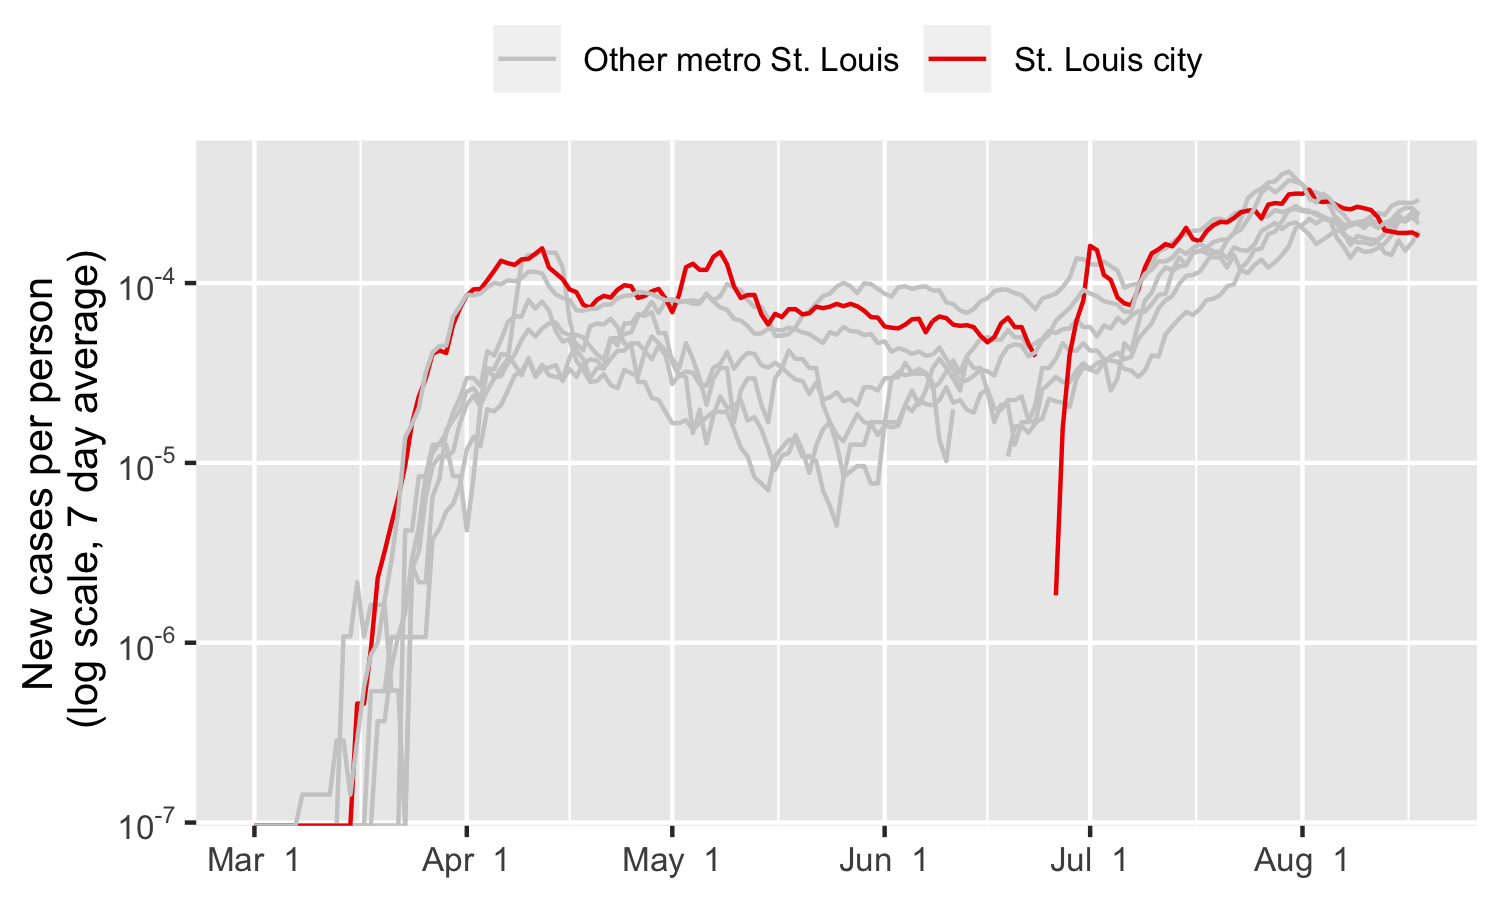 Other metro St. Louis
St. Louis city
New cases per person
(log scale, 7 day average)
10-4
10-5
10-6
10-7
Mar 1
Apr 1
May 1
Jun 1
Jul 1
Aug 1